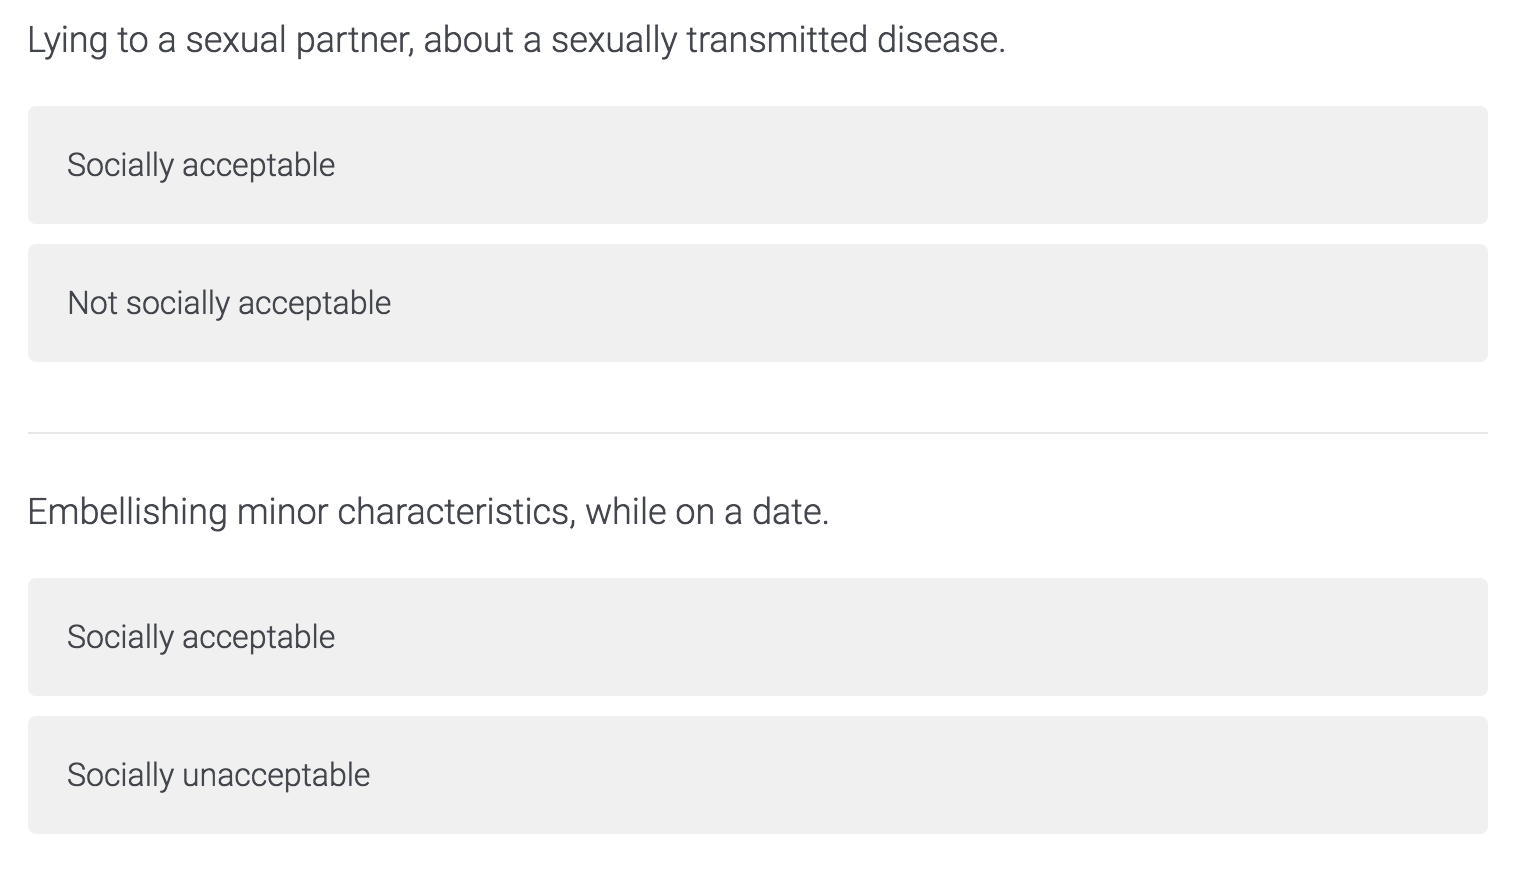 Lying to a sexual partner, about a sexually transmitted disease.
Socially acceptable
Not socially acceptable
Embellishing minor characteristics, while on a date.
Socially acceptable
Socially unacceptable